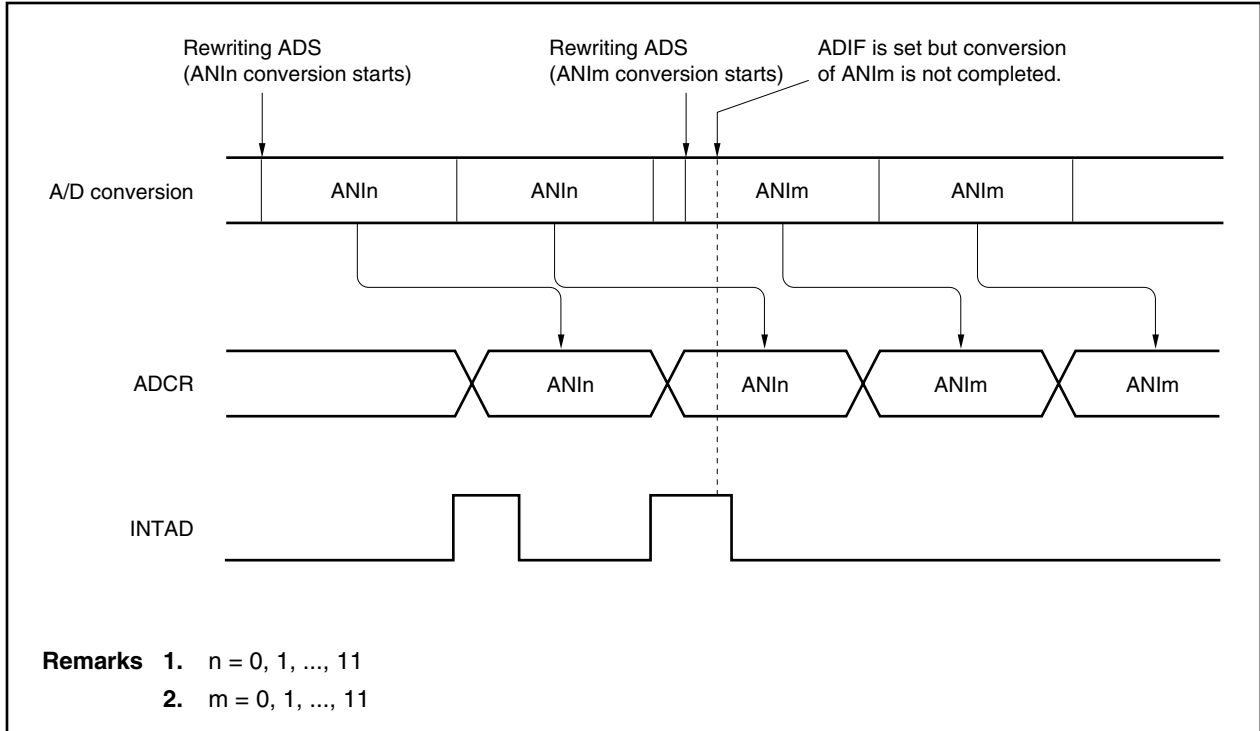 Rewriting ADS
(ANIn conversion starts)
Rewriting ADS
(ANIm conversion starts)
ADIF is set but conversion
of ANIm is not completed.
A/D conversion
ANIn
ANIn
ANIm
ANIm
ADCR
ANIn
ANIn
ANIm
ANIm
INTAD
Remarks 1. n = 0, 1, ..., 11
2. m = 0, 1, ..., 11